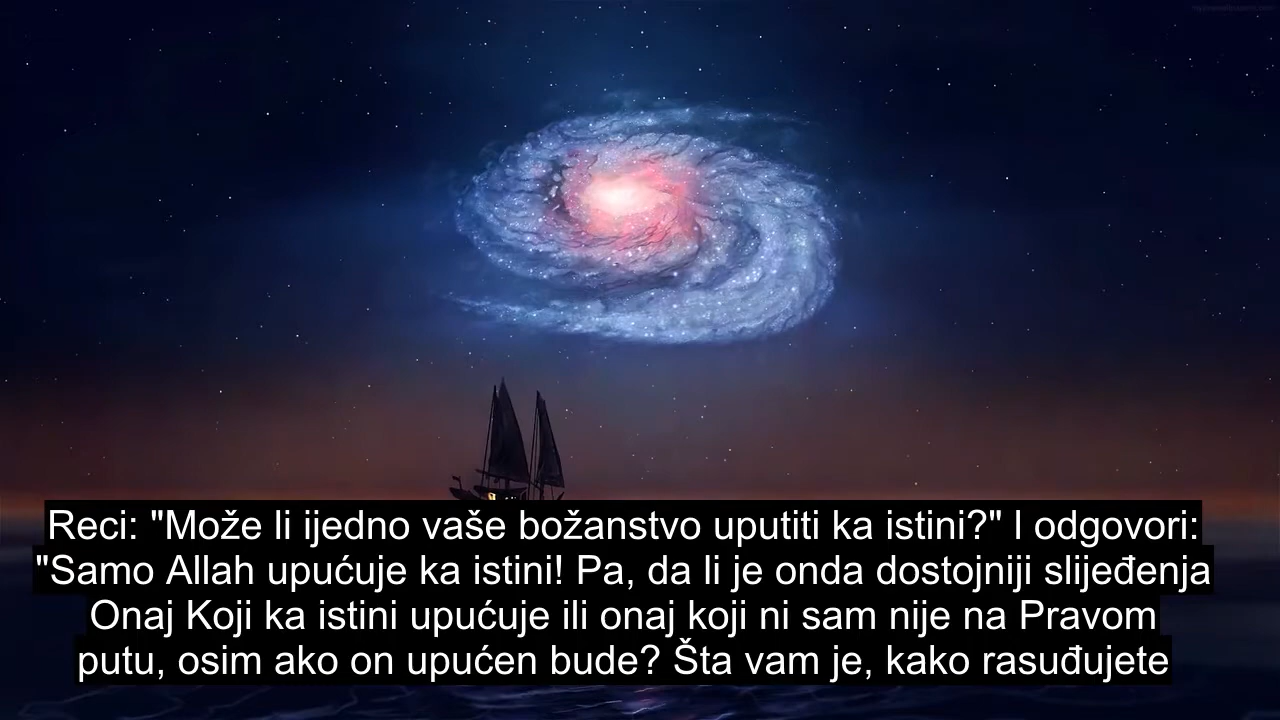 Reci: "Može li ijedno vaše božanstvo uputiti ka istini?" I odgovori:
"Samo Allah upućuje ka istini! Pa, da li je onda dostojniji slijeđenja
Onaj Koji ka istini upućuje ili onaj koji ni sam nije na Pravom
putu, osim ako on upućen bude? Šta vam je, kako rasuđujete